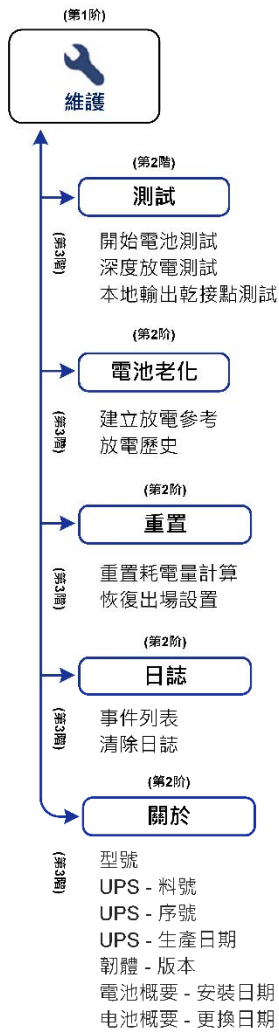 (第1阶)
維護
(第2階)
測試
(第3階)
開始電池測試
深度放電測試
本地輸出乾接點測試
(第2阶)
電池老化
(第3階)
建立放電參考
放電歷史
(第2阶)
重置
(第3階)
重置耗電量計算
恢復出場設置
(第2阶)
日誌
(第3階)
事件列表
清除日誌
(第2阶)
關於
(第3階)
型號
UPS - 料號
UPS - 序號
UPS - 生產日期
韌體 - 版本
電池概要 - 安裝日期
电池概要 - 更換日期